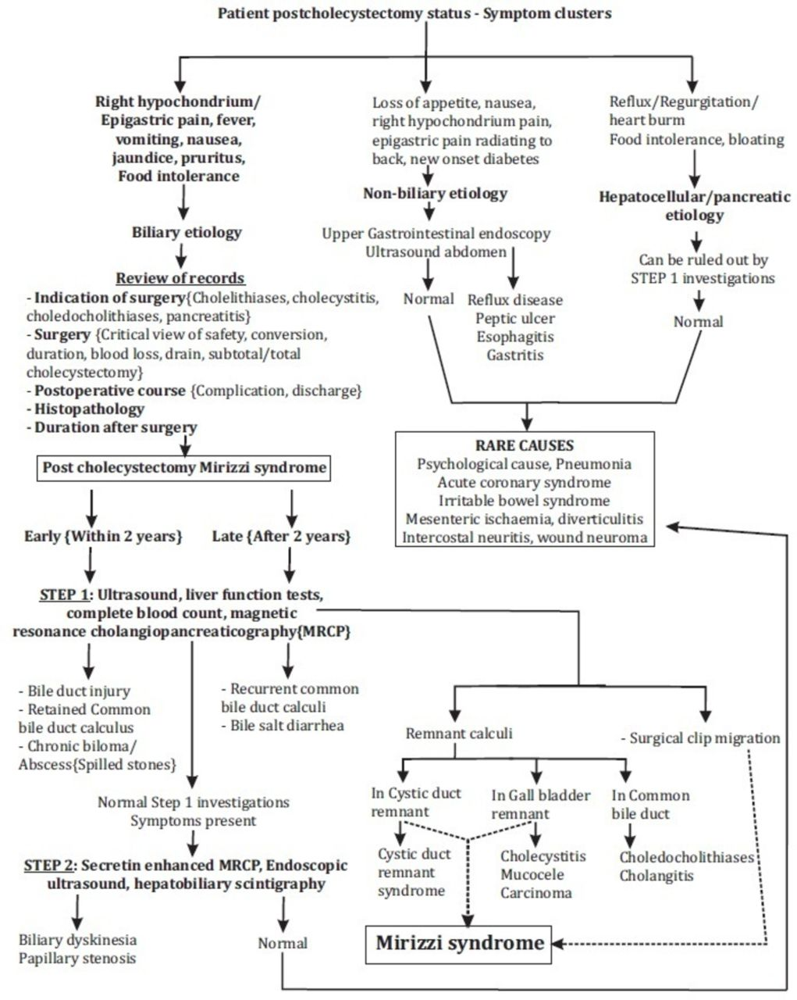 Patient postcholecystectomy status - Symptom clusters
Right hypochondrium/
Epigastric pain, fever,
vomiting, nausea,
jaundice, pruritus,
Food intolerance
Biliary etiology
Review of records
- Indication of surgery{Cholelithiases, cholecystitis,
choledocholithiases, pancreatitis}
- Surgery {Critical view of safety, conversion,
duration, blood loss, drain, subtotal/total
cholecystectomy}
- Postoperative course {Complication, discharge}
- Histopathology
- Duration after surgery
Post cholecystectomy Mirizzi syndrome
Early {Within 2 years}
Late {After 2 years}
Loss of appetite, nausea,
right hypochondrium pain,
epigastric pain radiating to
back, new onset diabetes
Non-biliary etiology
Upper Gastrointestinal endoscopy
Ultrasound abdomen
Normal
Reflux disease
Peptic ulcer
Esophagitis
Gastritis
Reflux/Regurgitation/
heart burm
Food intolerance, bloating
Hepatocellular/pancreatic
etiology
Can be ruled out by
STEP 1 investigations
Normal
RARE CAUSES
Psychological cause, Pneumonia
Acute coronary syndrome
Irritable bowel syndrome
Mesenteric ischaemia, diverticulitis
Intercostal neuritis, wound neuroma
STEP 1: Ultrasound, liver function tests,
complete blood count, magnetic
resonance cholangiopancreaticography{MRCP}
- Bile duct injury
- Retained Common
bile duct calculus
- Chronic biloma/
Abscess{Spilled stones}
- Recurrent common
bile duct calculi
- Bile salt diarrhea
Normal Step 1 investigations
Symptoms present
STEP 2: Secretin enhanced MRCP, Endoscopic
ultrasound, hepatobiliary scintigraphy
Biliary dyskinesia
Papillary stenosis
Normal
Remnant calculi
- Surgical clip migration
In Cystic duct
remnant
In Gall bladder
remnant
In Common
bile duct
Cystic duct
remnant
syndrome
Cholecystitis
Mucocele
Carcinoma
Choledocholithiases
Cholangitis
Mirizzi syndrome